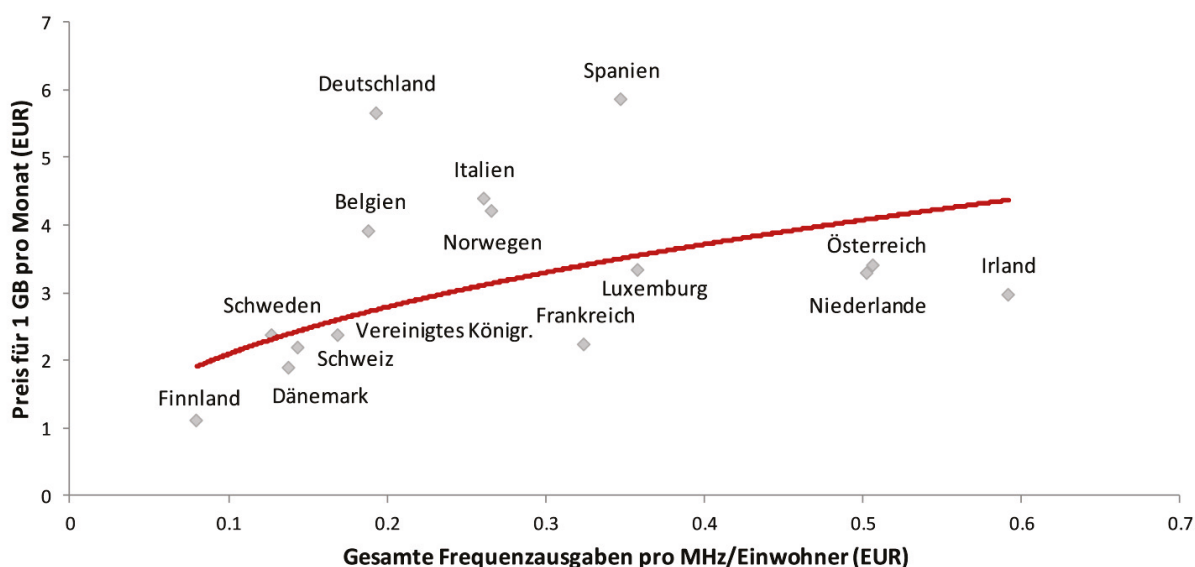 7
Spanien
Deutschland
6
5
Italien
Belgien
4
Norwegen
Österreich
Irland
3
Luxemburg
Niederlande
Schweden
Frankreich
Vereinigtes Königr.
2
Schweiz
Finnland
Dänemark
1
0
0
0.1
0.2
0.3
0.4
0.5
0.6
0.7
Preis für 1 GB pro Monat (EUR)
Gesamte Frequenzausgaben pro MHz/Einwohner (EUR)